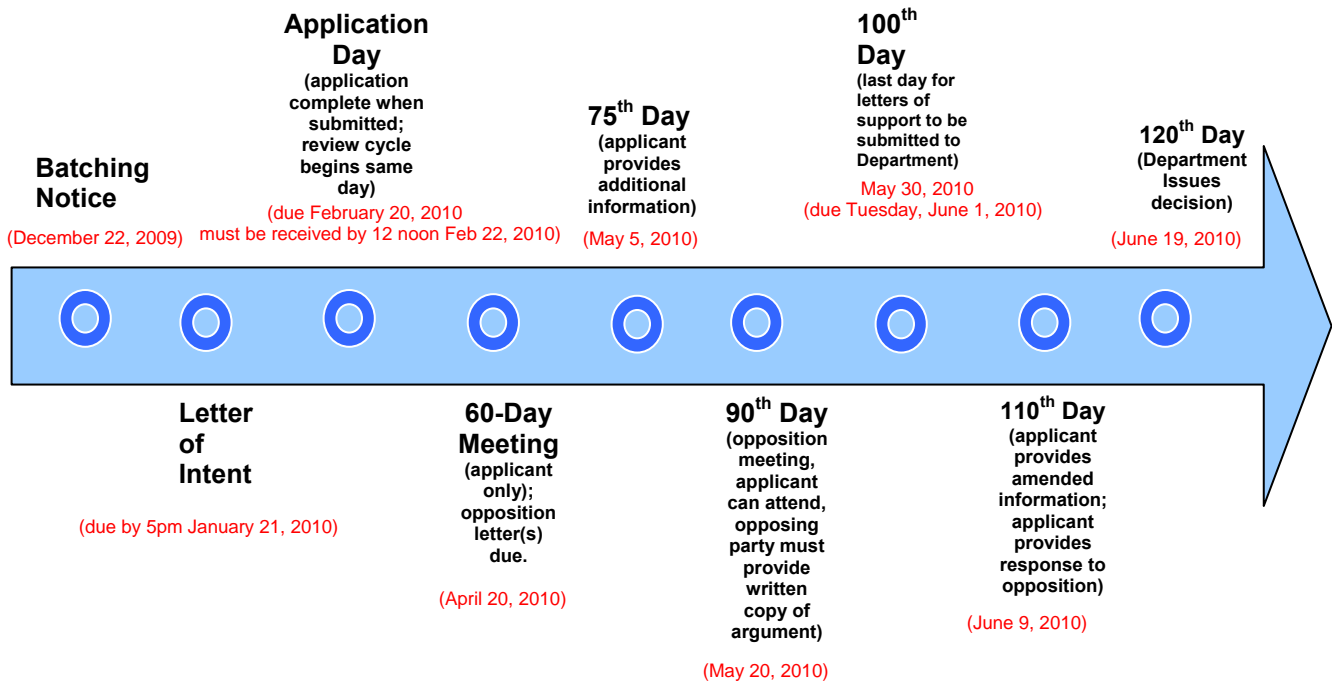 Batching
Notice
(December 22, 2009)
Letter
of
Intent
(due by 5pm January 21, 2010)
Application
Day
(application
complete when
submitted;
review cycle
begins same
day)
(due February 20, 2010
must be received by 12 noon Feb 22, 2010)
60-Day
Meeting
(applicant
only);
opposition
letter(s)
due.
(April 20, 2010)
75th Day
(applicant
provides
additional
information)
(May 5, 2010)
90th Day
(opposition
meeting,
applicant
can attend,
opposing
party must
provide
written
copy of
argument)
(May 20, 2010)
100th
Day
(last day for
letters of
support to be
submitted to
Department)
May 30, 2010
(due Tuesday, June 1, 2010)
110th Day
(applicant
provides
amended
information;
applicant
provides
response to
opposition)
(June 9, 2010)
120th Day
(Department
Issues
decision)
(June 19, 2010)